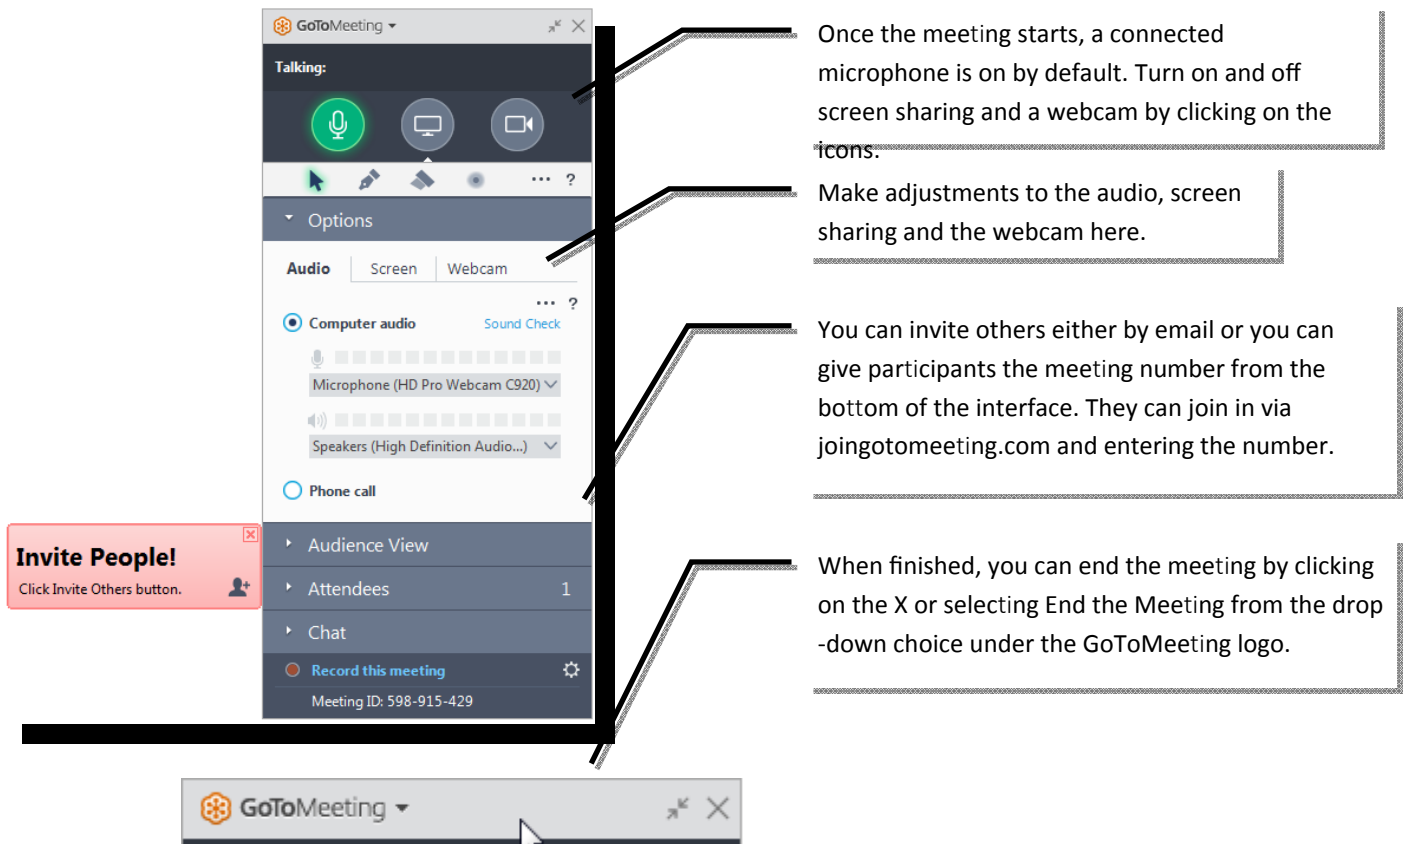 GoToMeeting
Talking:
?
Options
Audio Screen Webcam
... ?
Computer audio Sound Check
Microphone (HD Pro Webcam C920)
Speakers (High Definition Audio...)
Phone call
Audience View
Attendees 1
Chat
Record this meeting
Meeting ID: 598-915-429
Invite People!
Click Invite Others button.
Once the meeting starts, a connected
microphone is on by default. Turn on and off
screen sharing and a webcam by clicking on the
icons.
Make adjustments to the audio, screen
sharing and the webcam here.
You can invite others either by email or you can
give participants the meeting number from the
bottom of the interface. They can join in via
joingotomeeting.com and entering the number.
When finished, you can end the meeting by clicking
on the X or selecting End the Meeting from the drop
-down choice under the GoToMeeting logo.
GoToMeeting